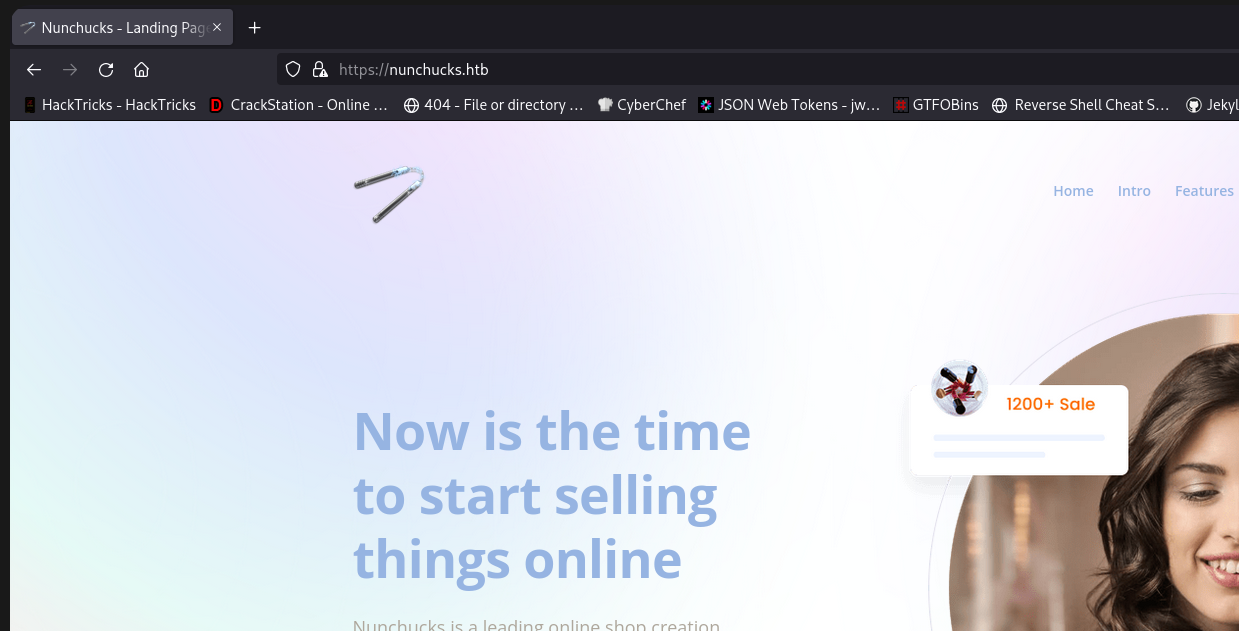 Nunchucks - Landing Page
https://nunchucks.htb
HackTricks - HackTricks CrackStation - Online ... 404 - File or directory ... CyberChef JSON Web Tokens - jw... GTFOBins Reverse Shell Cheat S... Jekyl
Home Intro Features
1200+ Sale
Now is the time
to start selling
things online
Nunchucks is a leading online shop creation